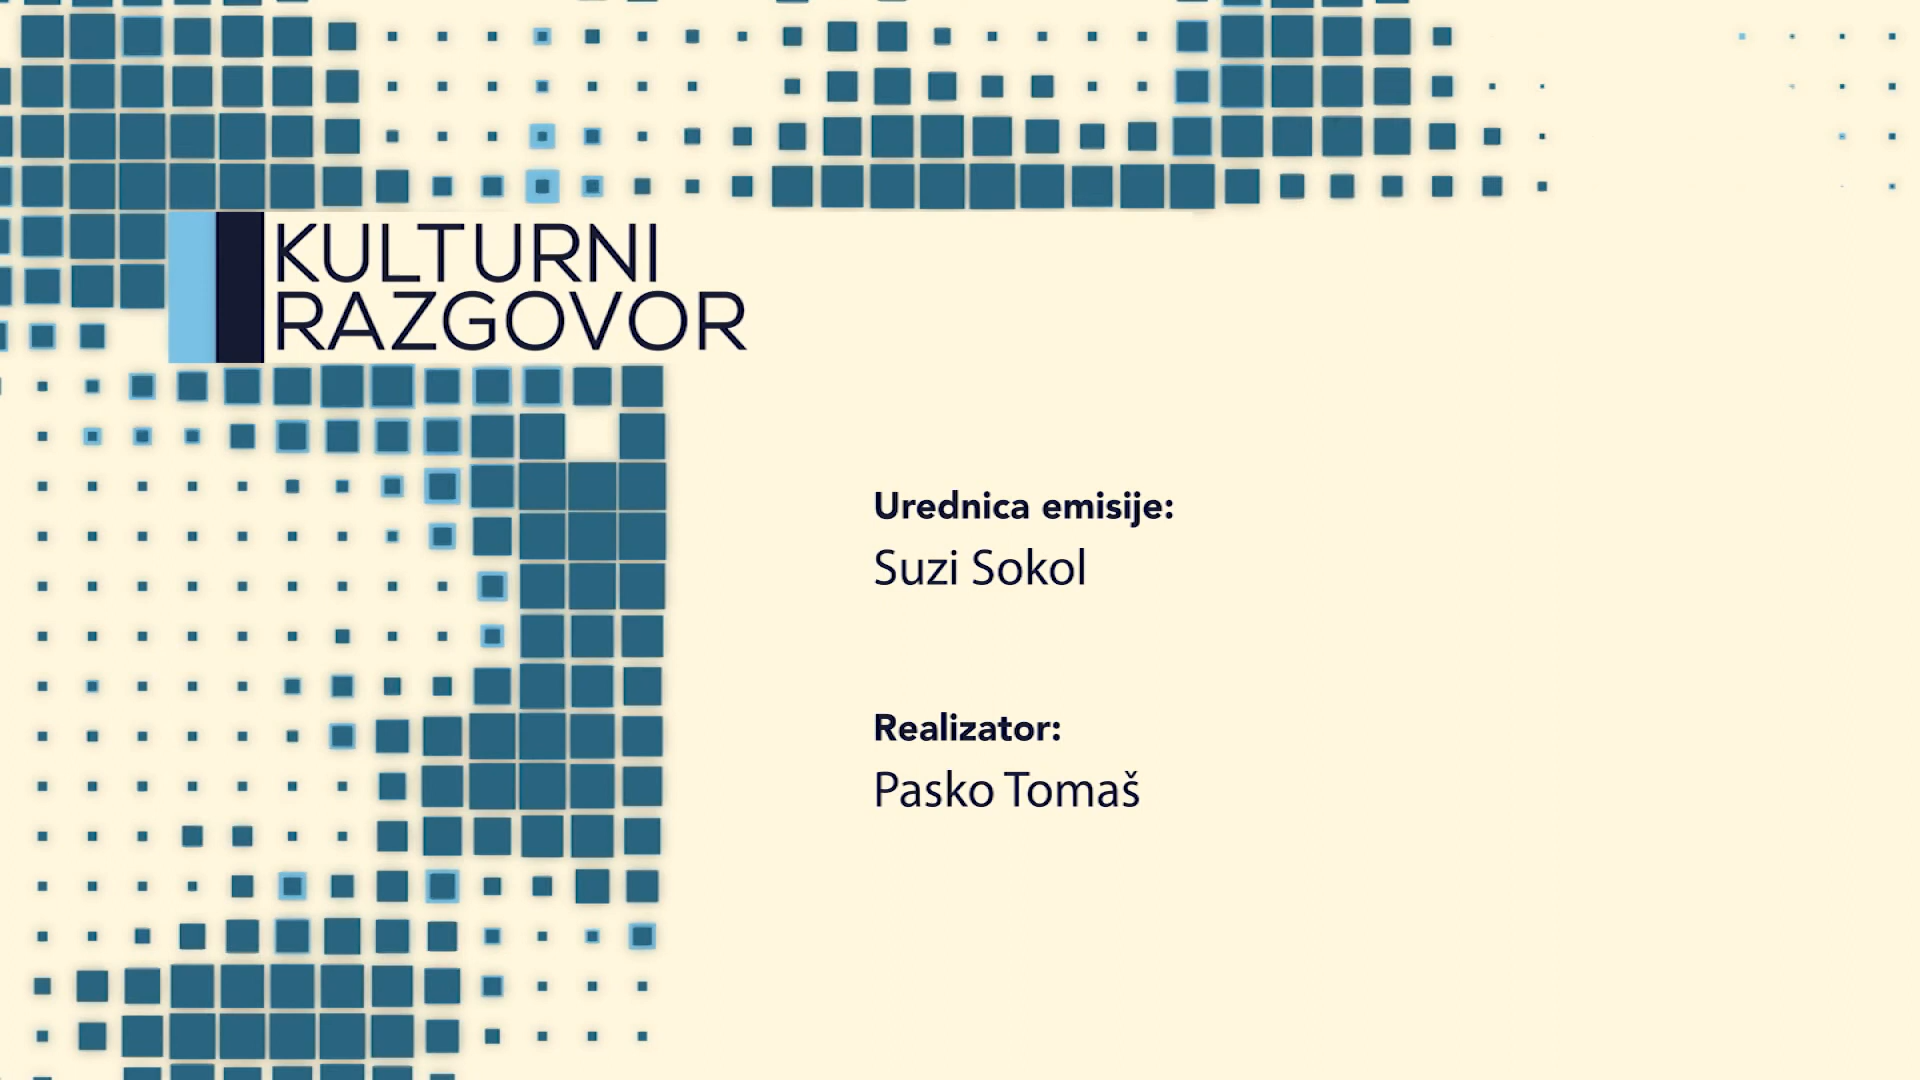 KULTURNI
RAZGOVOR
Urednica emisije:
Suzi Sokol
Realizator:
Pasko Tomaš